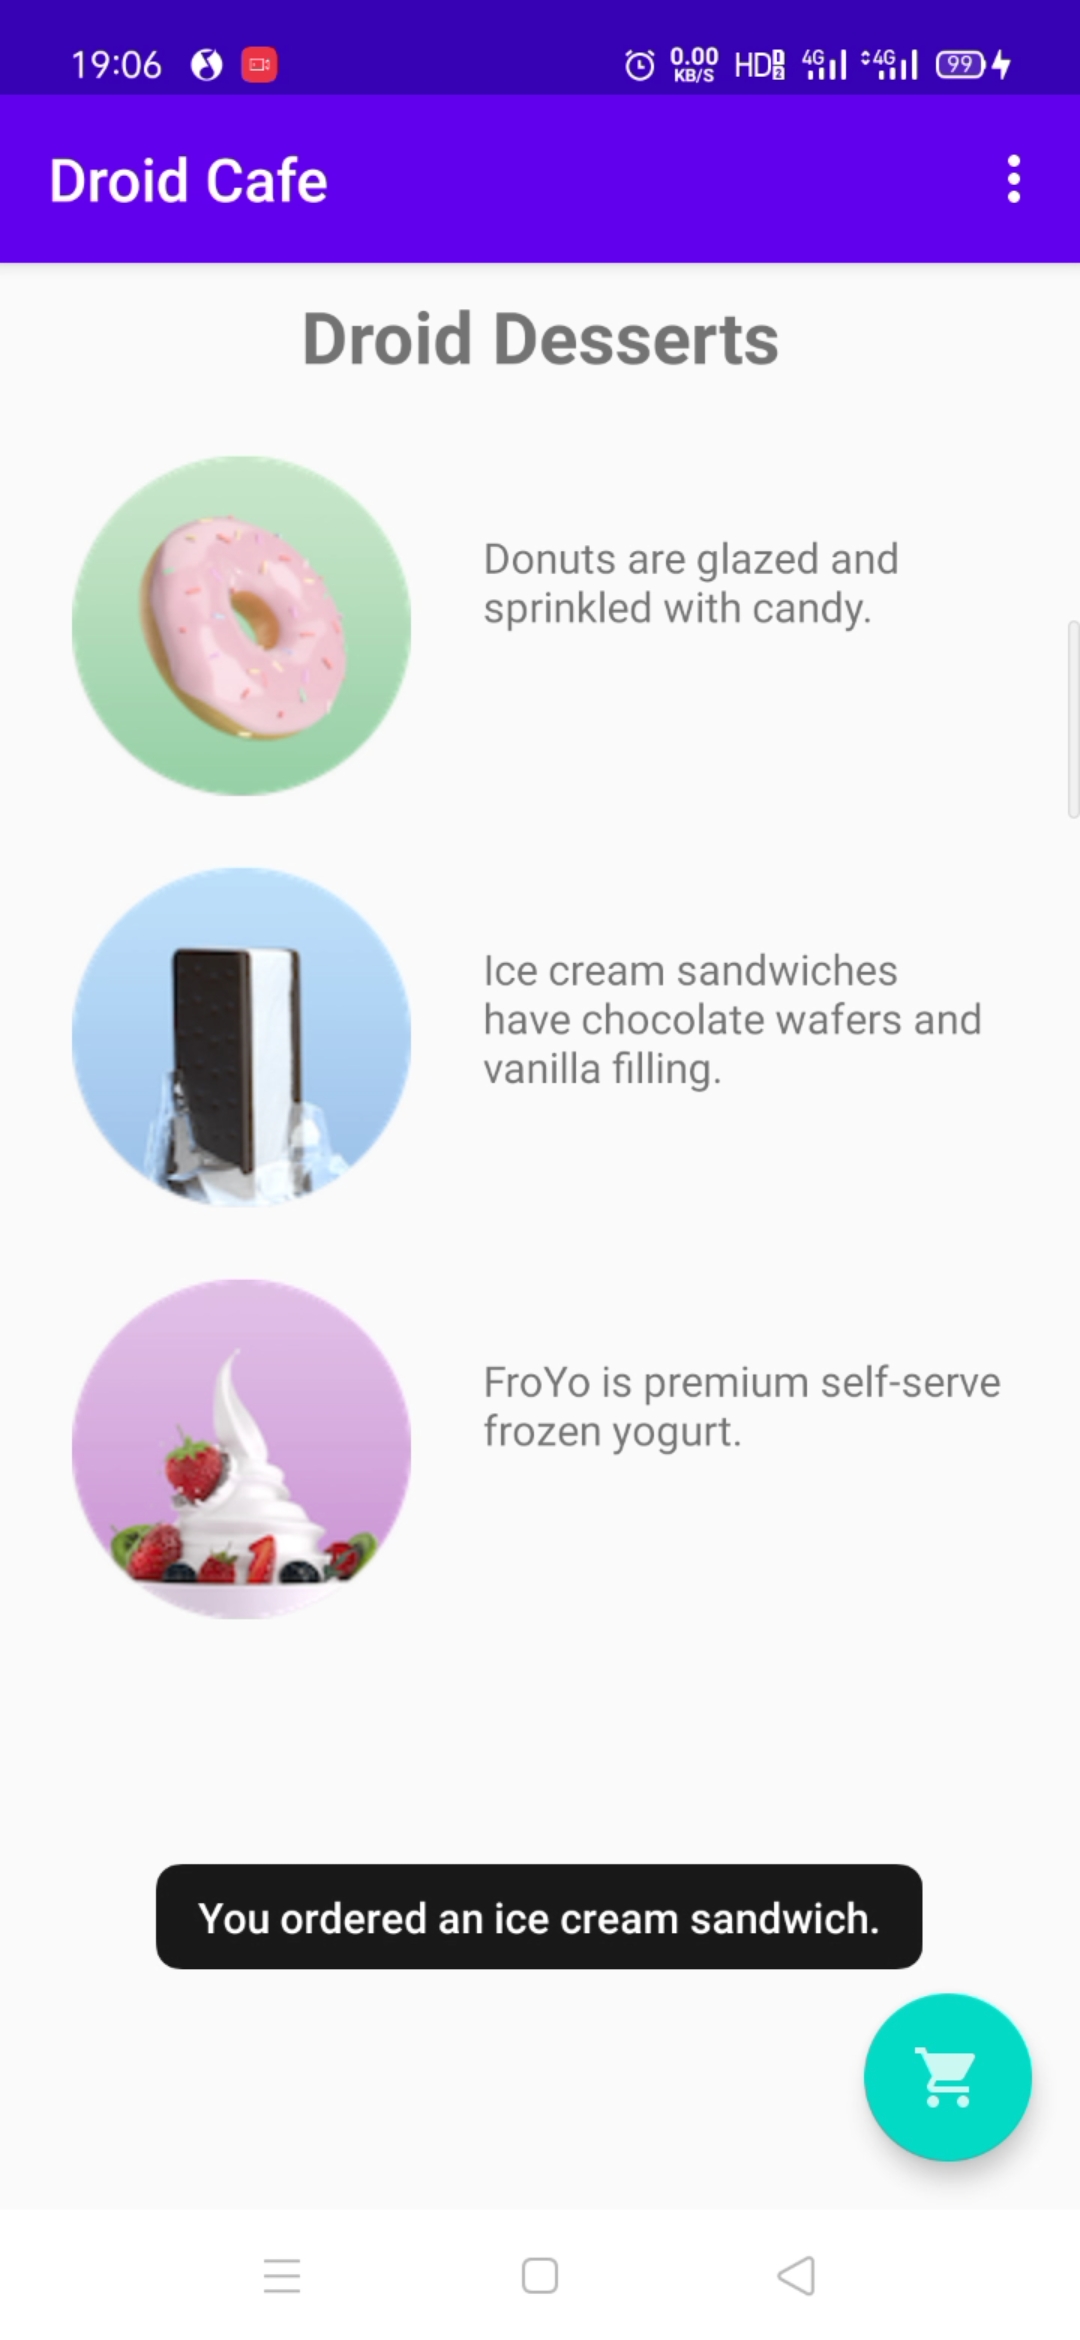 19:06
0.00
KB/S
HD 1
2
4G
4G
99
Droid Cafe
Droid Desserts
Donuts are glazed and
sprinkled with candy.
Ice cream sandwiches
have chocolate wafers and
vanilla filling.
FroYo is premium self-serve
frozen yogurt.
You ordered an ice cream sandwich.